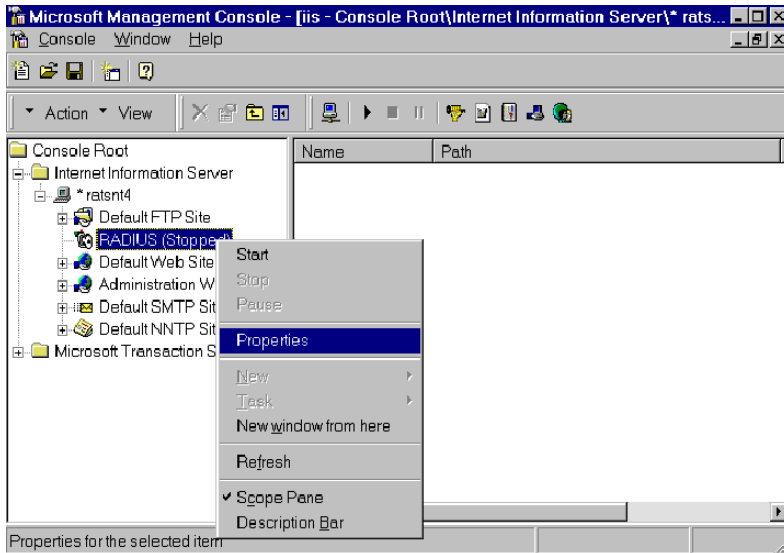 Microsoft Management Console - [iis - Console Root\Internet Information Server\* rats...
Console Window Help
Action View
Console Root
Internet Information Server
* ratsnt4
Default FTP Site
RADIUS (Stopped)
Default Web Site
Administration W
Default SMTP Sit
Default NNTP Sit
Microsoft Transaction S
Name Path
Start
Stop
Pause
Properties
New
Task
New window from here
Refresh
Scope Pane
Description Bar
Properties for the selected item